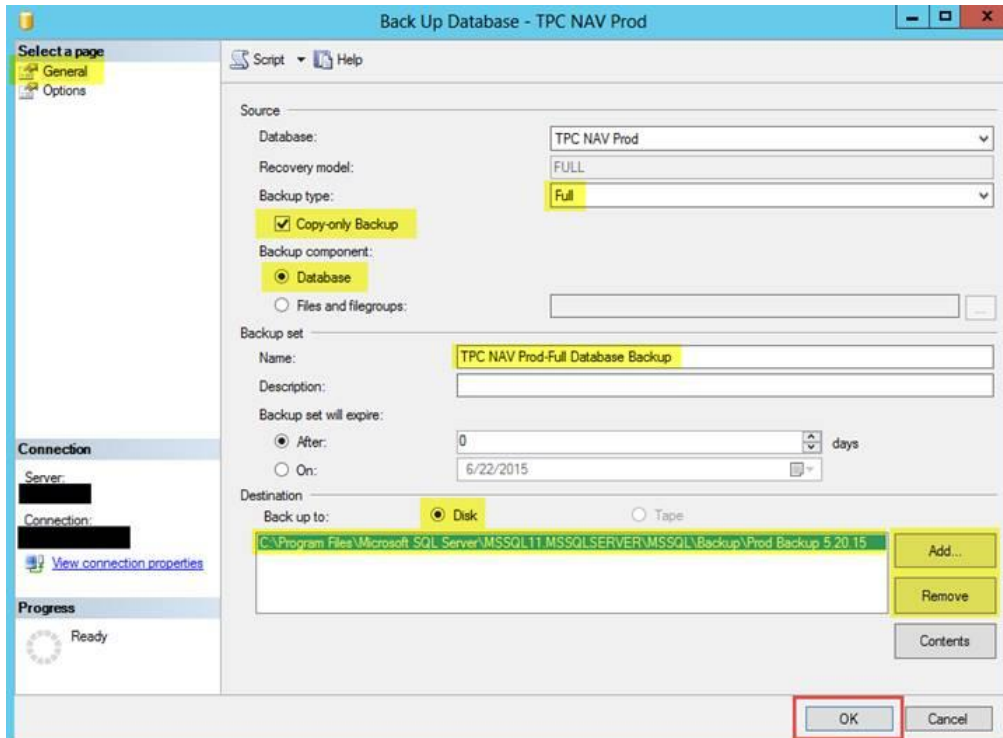 Back Up Database - TPC NAV Prod
Select a page
General
Options
Script
Help
Source
Database:
TPC NAV Prod
Recovery model:
FULL
Backup type:
Full
Copy-only Backup
Backup component:
Database
Files and filegroups:
...
Backup set
Name:
TPC NAV Prod-Full Database Backup
Description:
Backup set will expire:
After:
0
days
On:
6/22/2015
Destination
Back up to:
Disk
Tape
C:\Program Files\Microsoft SQL Server\MSSQL11.MSSQLSERVER\MSSQL\Backup\Prod Backup 5.20.15
Add...
Remove
Contents
Connection
Server:
Connection:
View connection properties
Progress
Ready
OK
Cancel